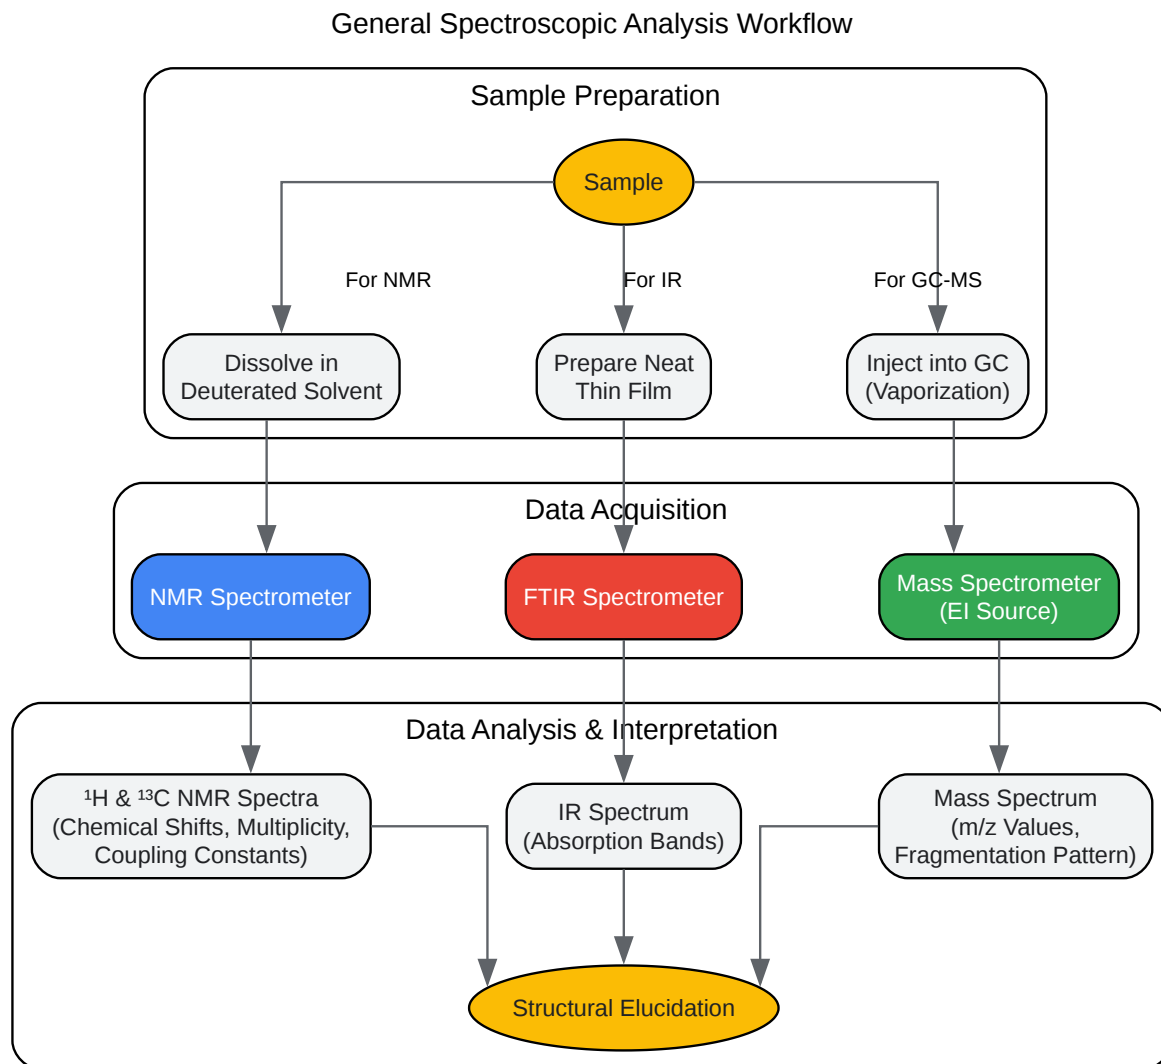 General Spectroscopic Analysis Workflow
Sample Preparation
Sample
For NMR
For IR
For GC-MS
Dissolve in
Deuterated Solvent
Prepare Neat
Thin Film
Inject into GC
(Vaporization)
Data Acquisition
NMR Spectrometer
FTIR Spectrometer
Mass Spectrometer
(EI Source)
Data Analysis & Interpretation
¹H & ¹³C NMR Spectra
(Chemical Shifts, Multiplicity,
Coupling Constants)
IR Spectrum
(Absorption Bands)
Mass Spectrum
(m/z Values,
Fragmentation Pattern)
Structural Elucidation